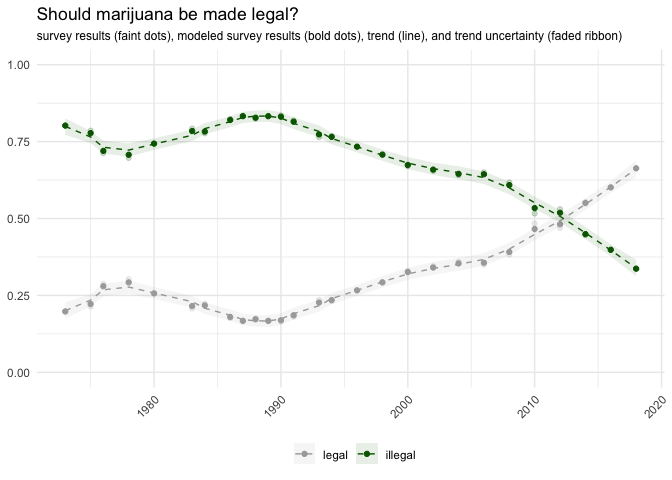 Should marijuana be made legal?
survey results (faint dots), modeled survey results (bold dots), trend (line), and trend uncertainty (faded ribbon)
1.00
0.75
0.50
0.25
0.00
1980 1990 2000 2010 2020
legal illegal